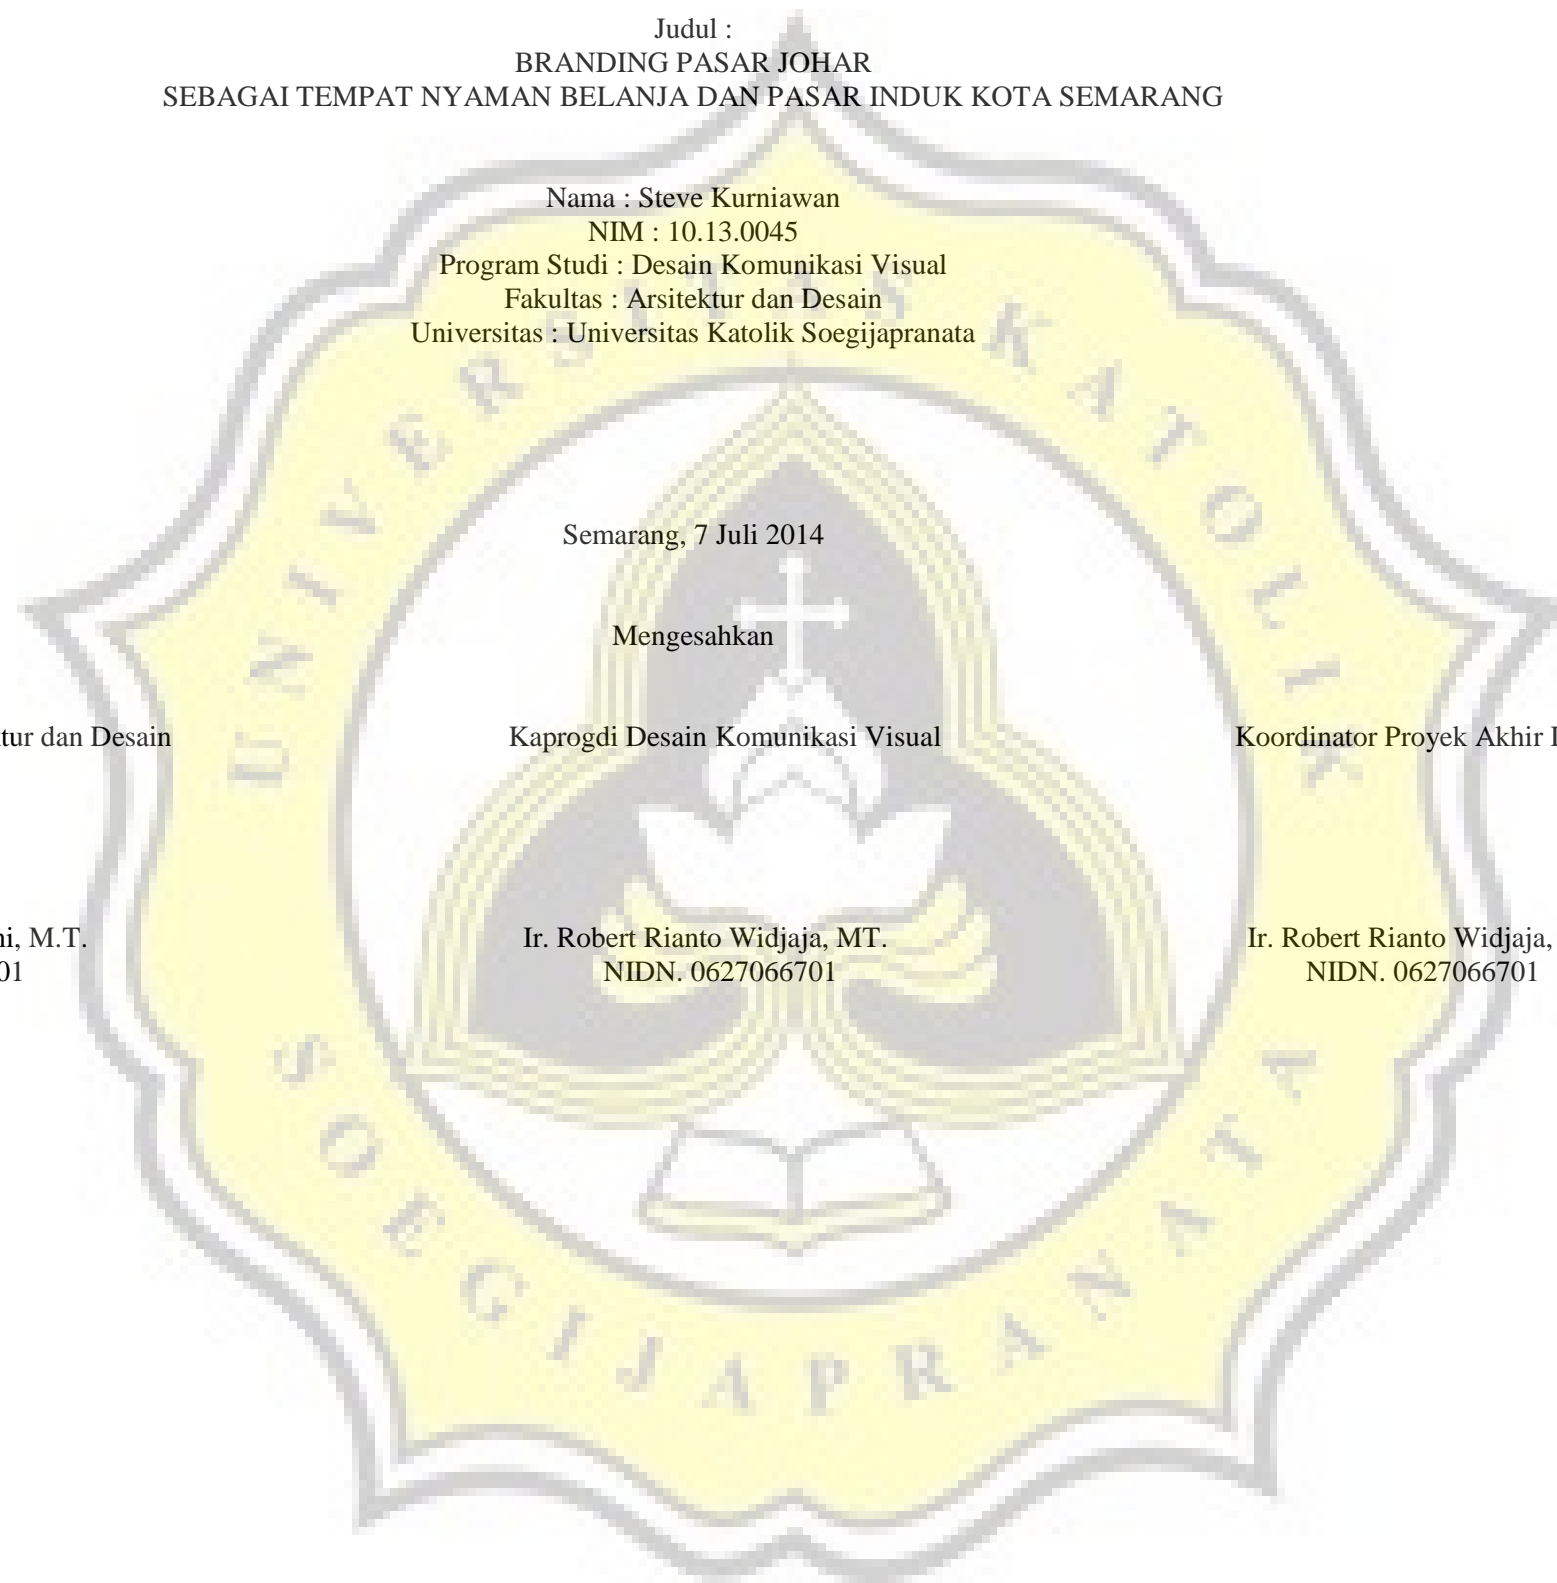 Judul :
BRANDING PASAR JOHAR
SEBAGAI TEMPAT NYAMAN BELANJA DAN PASAR INDUK KOTA SEMARANG
Nama : Steve Kurniawan
NIM : 10.13.0045
Program Studi : Desain Komunikasi Visual
Fakultas : Arsitektur dan Desain
Universitas : Universitas Katolik Soegijapranata
UNIVERSITAS KATOLIK
Semarang, 7 Juli 2014
Mengesahkan
tur dan Desain Kaprogdi Desain Komunikasi Visual Koordinator Proyek Akhir
ni, M.T. Ir. Robert Rianto Widjaja, MT. Ir. Robert Rianto Widjaja,
01 NIDN. 0627066701 NIDN. 0627066701
SOEGIJAPRANATA